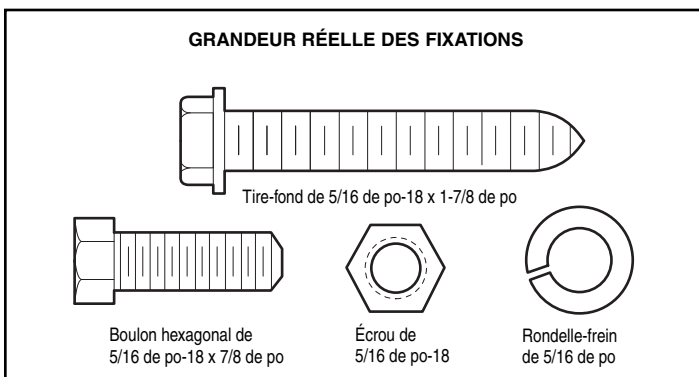 GRANDEUR RÉELLE DES FIXATIONS
Tire-fond de 5/16 de po-18 x 1-7/8 de po
Boulon hexagonal de
5/16 de po-18 x 7/8 de po
Écrou de
5/16 de po-18
Rondelle-frein
de 5/16 de po